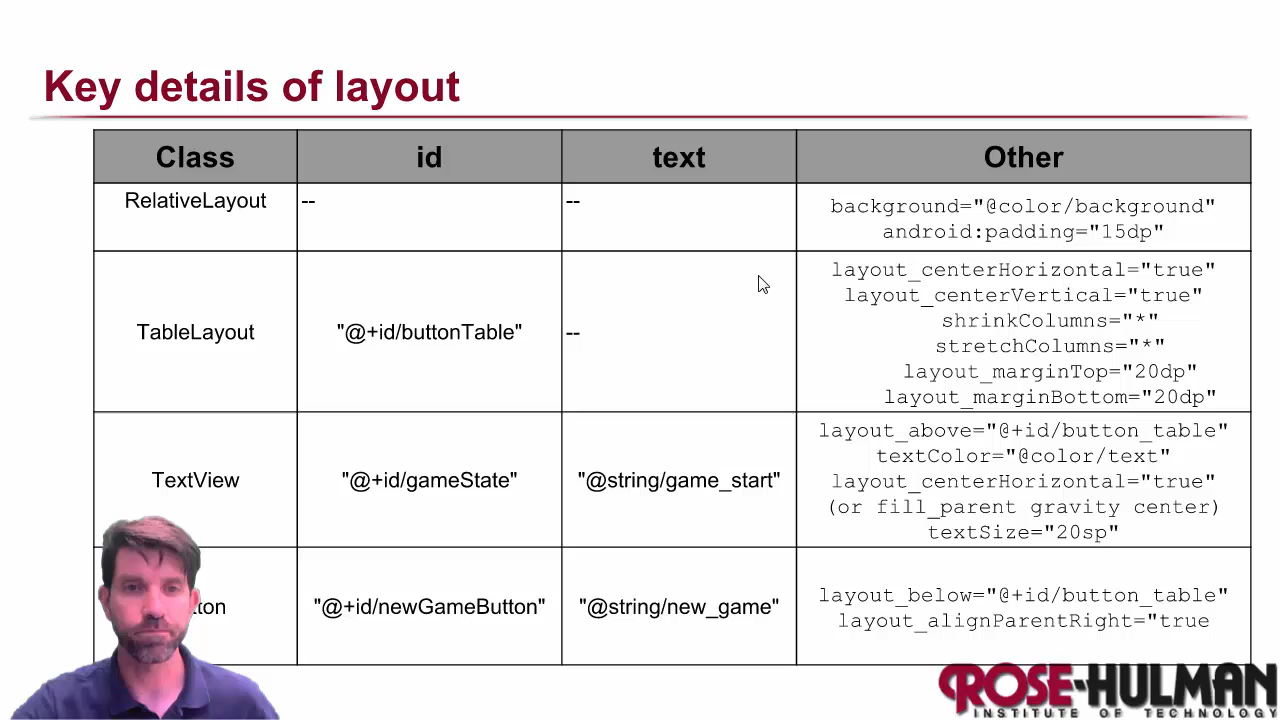 Key details of layout
Class id text Other
RelativeLayout -- -- background="@color/background"
android:padding="15dp"
layout_centerHorizontal="true"
layout_centerVertical="true"
shrinkColumns="*"
TableLayout "@+id/buttonTable" -- stretchColumns="*"
layout_marginTop="20dp"
layout_marginBottom="20dp"
layout_above="@+id/button_table"
textColor="@color/text"
TextView "@+id/gameState" "@string/game_start" layout_centerHorizontal="true"
(or fill_parent gravity center)
textSize="20sp"
"@+id/newGameButton" "@string/new_game" layout_below="@+id/button_table"
layout_alignParentRight="true
ROSE-HULMAN
INSTITUTE OF TECHNOLOGY